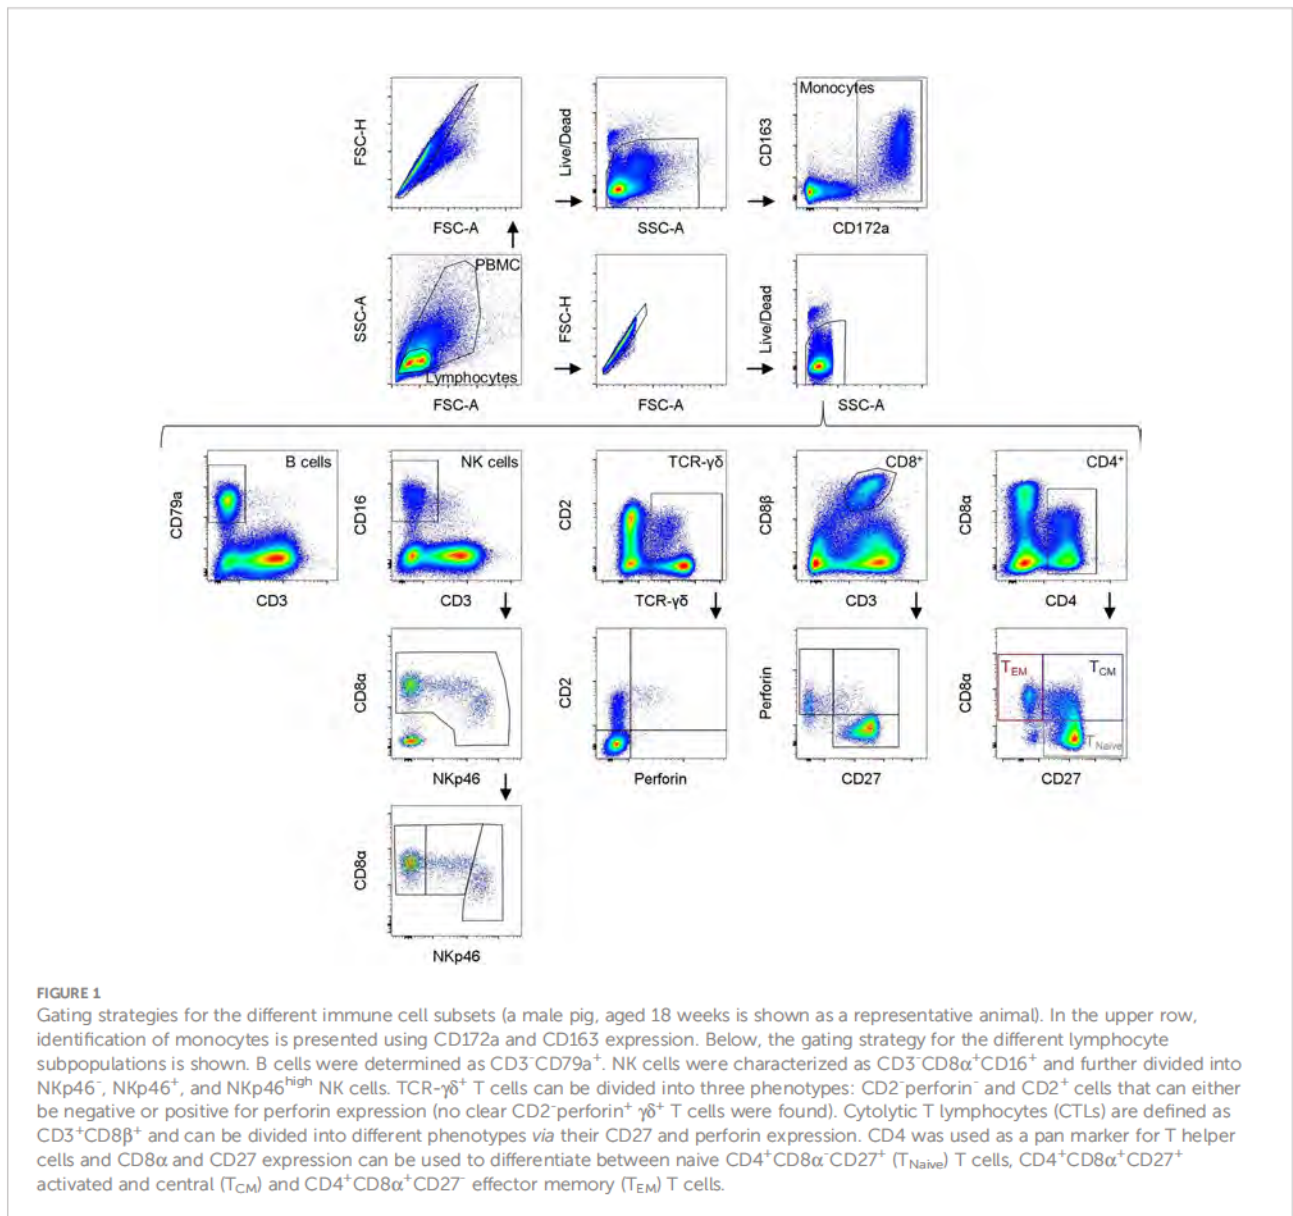 Monocytes
FSC-H
Live/Dead
CD163
FSC-A
SSC-A
CD172a
PBMC
SSC-A
FSC-H
Live/Dead
Lymphocytes
FSC-A
FSC-A
SSC-A
B cells
NK cells
TCR-γδ
CD8⁺
CD4⁺
CD79a
CD16
CD2
CD8β
CD8α
CD3
CD3
TCR-γδ
CD3
CD4
TEM
TCM
CD8α
CD2
Perforin
CD8α
TNaive
NKp46
Perforin
CD27
CD27
CD8α
NKp46
FIGURE 1
Gating strategies for the different immune cell subsets (a male pig, aged 18 weeks is shown as a representative animal). In the upper row,
identification of monocytes is presented using CD172a and CD163 expression. Below, the gating strategy for the different lymphocyte
subpopulations is shown. B cells were determined as CD3⁻CD79a⁺. NK cells were characterized as CD3⁻CD8α⁺CD16⁺ and further divided into
NKp46⁻, NKp46⁺, and NKp46ʰⁱᵍʰ NK cells. TCR-γδ⁺ T cells can be divided into three phenotypes: CD2⁻perforin⁻ and CD2⁺ cells that can either
be negative or positive for perforin expression (no clear CD2⁻perforin⁺ γδ⁺ T cells were found). Cytolytic T lymphocytes (CTLs) are defined as
CD3⁺CD8β⁺ and can be divided into different phenotypes via their CD27 and perforin expression. CD4 was used as a pan marker for T helper
cells and CD8α and CD27 expression can be used to differentiate between naive CD4⁺CD8α⁻CD27⁺ (TNaive) T cells, CD4⁺CD8α⁺CD27⁺
activated and central (TCM) and CD4⁺CD8α⁺CD27⁻ effector memory (TEM) T cells.